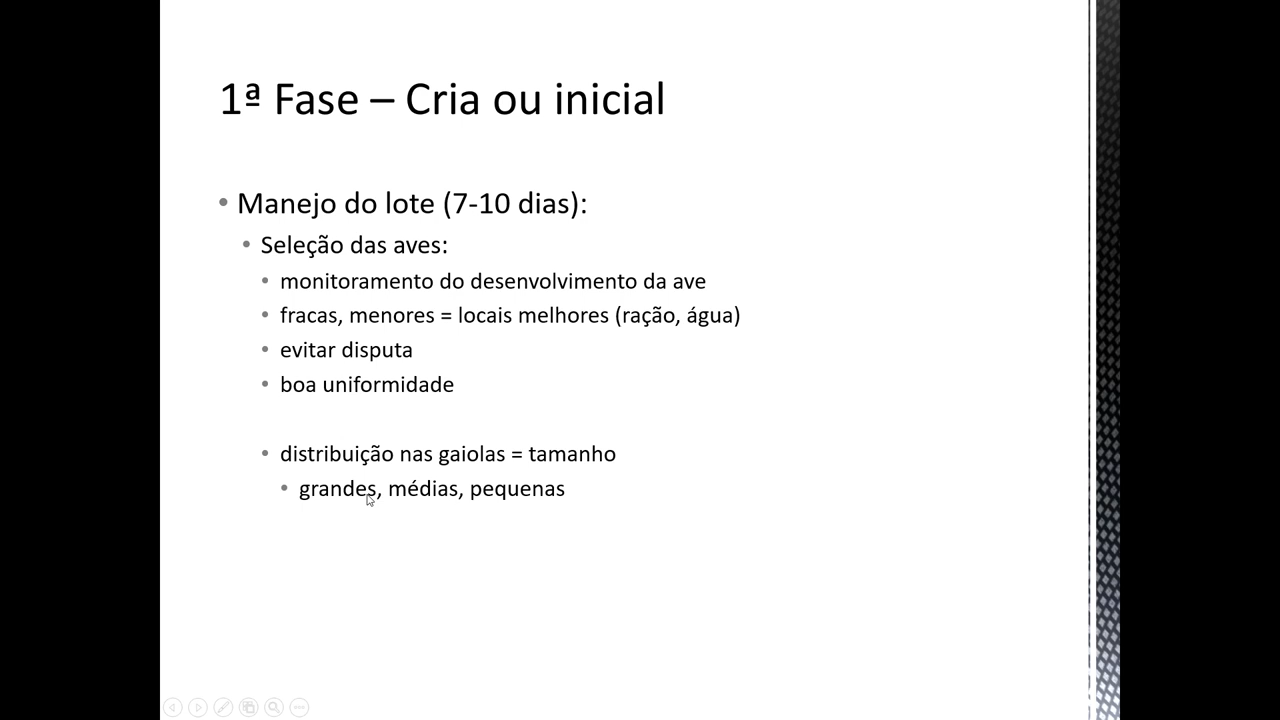 1ª Fase – Cria ou inicial
• Manejo do lote (7-10 dias):
• Seleção das aves:
• monitoramento do desenvolvimento da ave
• fracas, menores = locais melhores (ração, água)
• evitar disputa
• boa uniformidade
• distribuição nas gaiolas = tamanho
• grandes, médias, pequenas